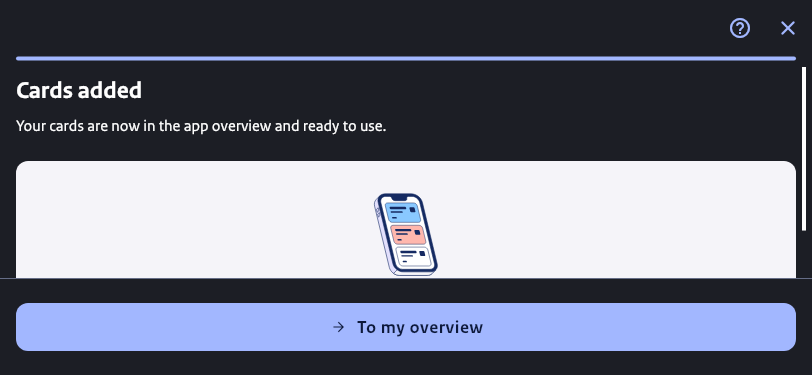 Cards added
Your cards are now in the app overview and ready to use.
To my overview